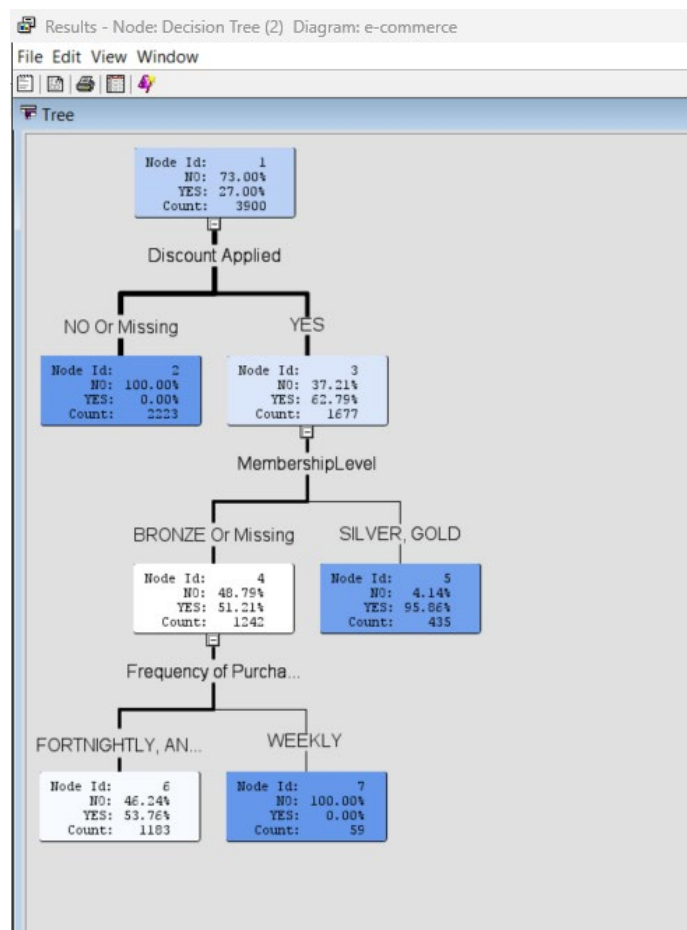 Results - Node: Decision Tree (2) Diagram: e-commerce
File Edit View Window
Tree
Node Id: 1
NO: 73.00%
YES: 27.00%
Count: 3900
Discount Applied
NO Or Missing
YES
Node Id: 2
NO: 100.00%
YES: 0.00%
Count: 2223
Node Id: 3
NO: 37.21%
YES: 62.79%
Count: 1677
MembershipLevel
BRONZE Or Missing
SILVER, GOLD
Node Id: 4
NO: 48.79%
YES: 51.21%
Count: 1242
Node Id: 5
NO: 4.14%
YES: 95.86%
Count: 435
Frequency of Purcha...
FORTNIGHTLY, AN...
WEEKLY
Node Id: 6
NO: 46.24%
YES: 53.76%
Count: 1183
Node Id: 7
NO: 100.00%
YES: 0.00%
Count: 59